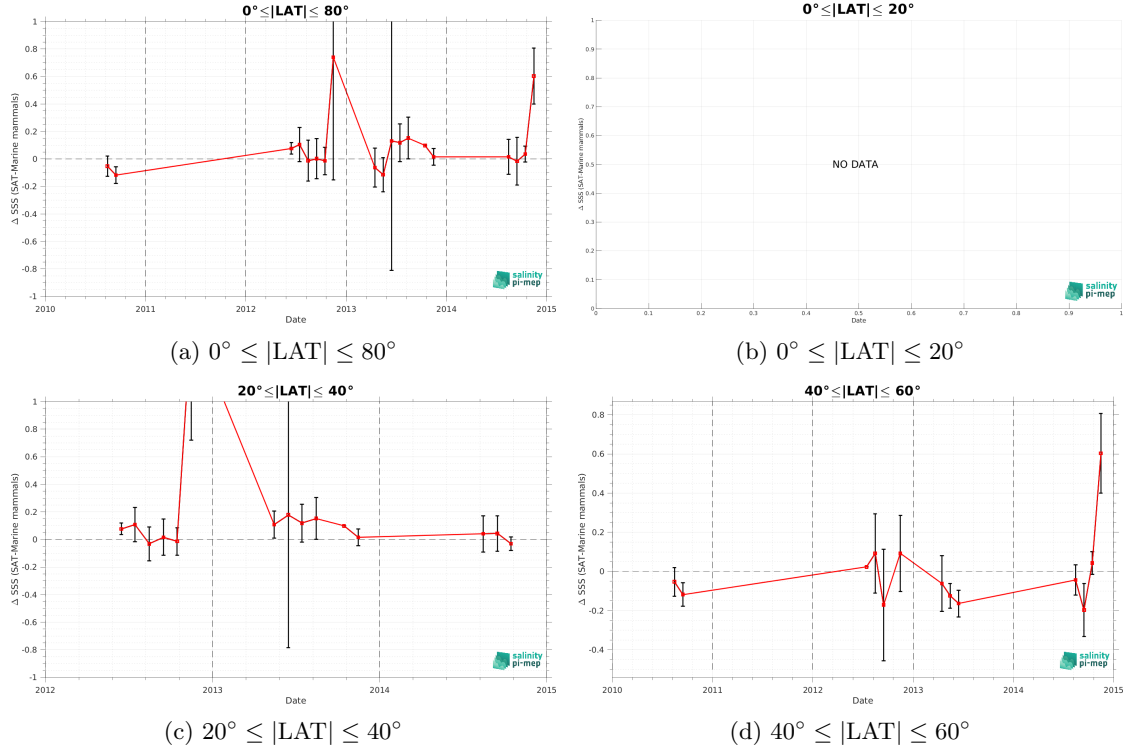 0°≤|LAT|≤ 80°
Δ SSS (SAT-Marine mammals)
1
0.8
0.6
0.4
0.2
0
-0.2
-0.4
-0.6
-0.8
-1
2010 2011 2012 2013 2014 2015
Date
salinity
pi-mep
(a) 0° ≤ |LAT| ≤ 80°
0°≤|LAT|≤ 20°
Δ SSS (SAT-Marine mammals)
1
0.9
0.8
0.7
0.6
0.5
0.4
0.3
0.2
0.1
0
NO DATA
0 0.1 0.2 0.3 0.4 0.5 0.6 0.7 0.8 0.9 1
Date
salinity
pi-mep
(b) 0° ≤ |LAT| ≤ 20°
20°≤|LAT|≤ 40°
Δ SSS (SAT-Marine mammals)
1
0.8
0.6
0.4
0.2
0
-0.2
-0.4
-0.6
-0.8
-1
2012 2013 2014 2015
Date
salinity
pi-mep
(c) 20° ≤ |LAT| ≤ 40°
40°≤|LAT|≤ 60°
Δ SSS (SAT-Marine mammals)
0.8
0.6
0.4
0.2
0
-0.2
-0.4
2010 2011 2012 2013 2014 2015
Date
salinity
pi-mep
(d) 40° ≤ |LAT| ≤ 60°